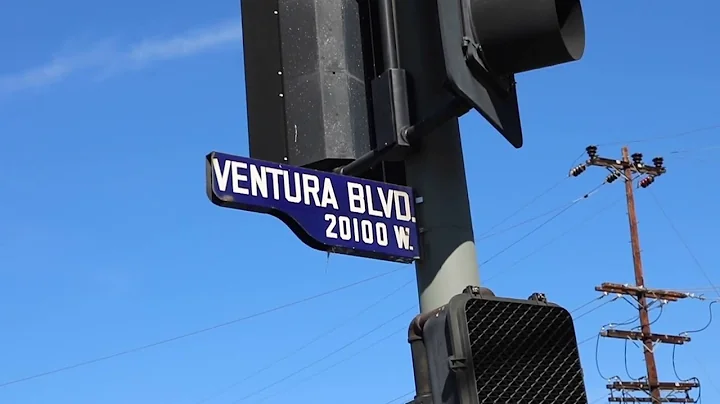 VENTURA BLVD.
20100 W.